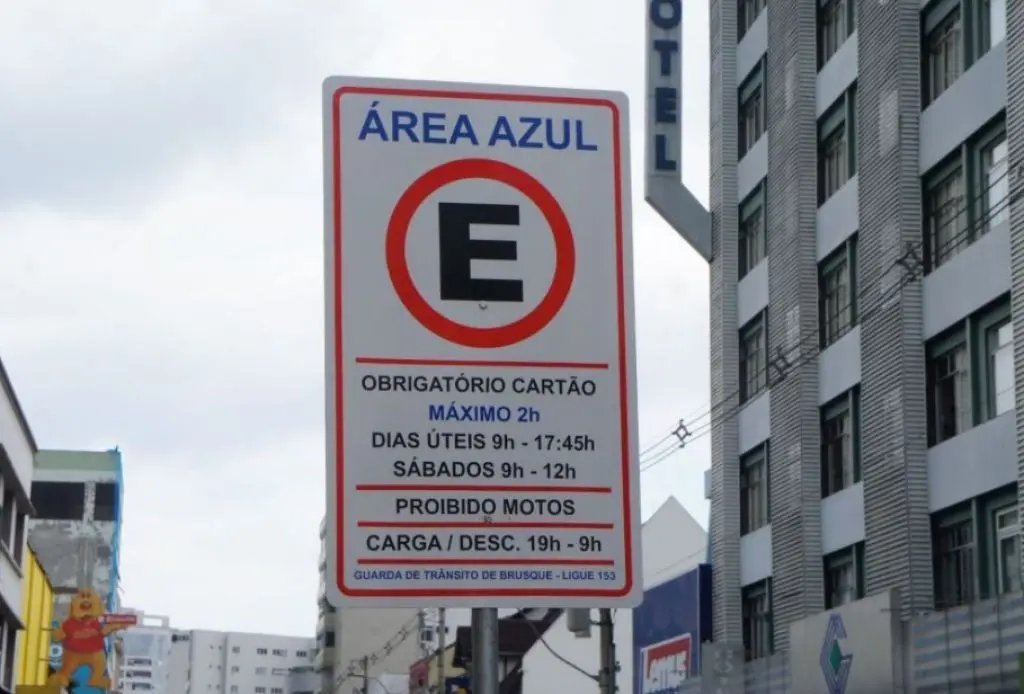 OTEL
ÁREA AZUL
E
OBRIGATÓRIO CARTÃO
MÁXIMO 2h
DIAS ÚTEIS 9h - 17:45h
SÁBADOS 9h - 12h
PROIBIDO MOTOS
CARGA / DESC. 19h - 9h
GUARDA DE TRÂNSITO DE BRUSQUE - LIGUE 153